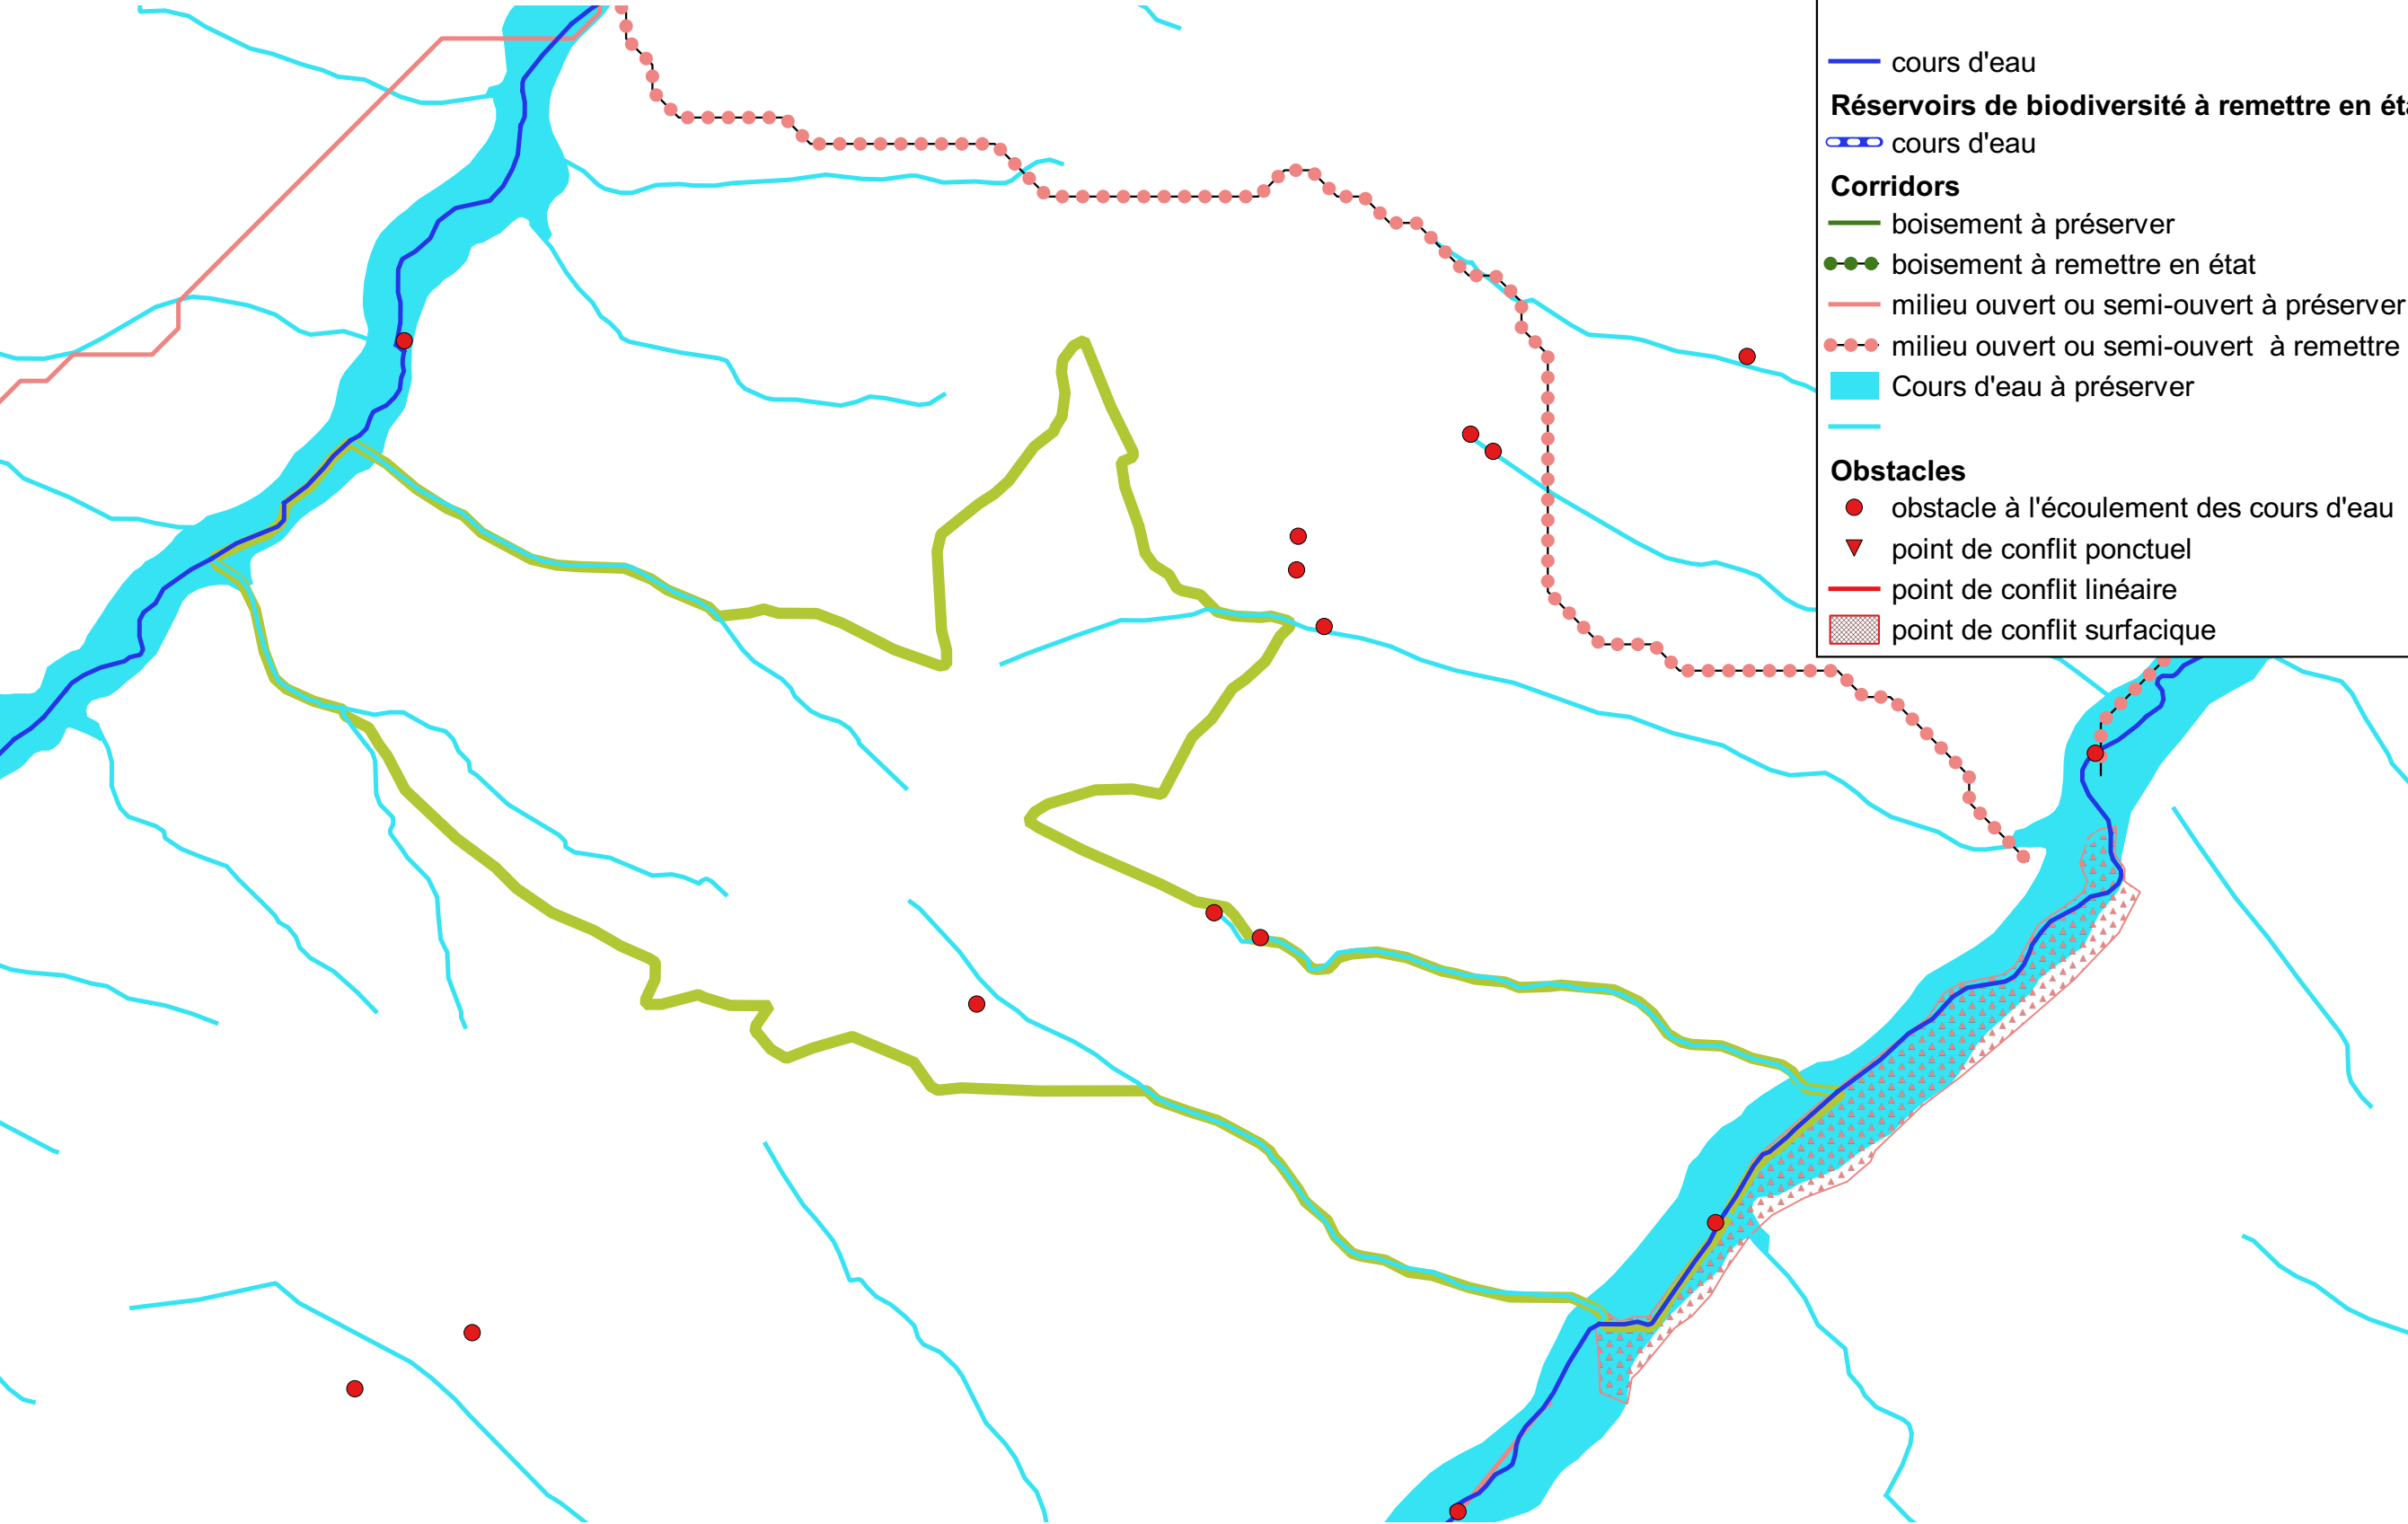 cours d'eau
Réservoirs de biodiversité à remettre en éta
cours d'eau
Corridors
boisement à préserver
boisement à remettre en état
milieu ouvert ou semi-ouvert à préserver
milieu ouvert ou semi-ouvert à remettre
Cours d'eau à préserver
Obstacles
obstacle à l'écoulement des cours d'eau
point de conflit ponctuel
point de conflit linéaire
point de conflit surfacique